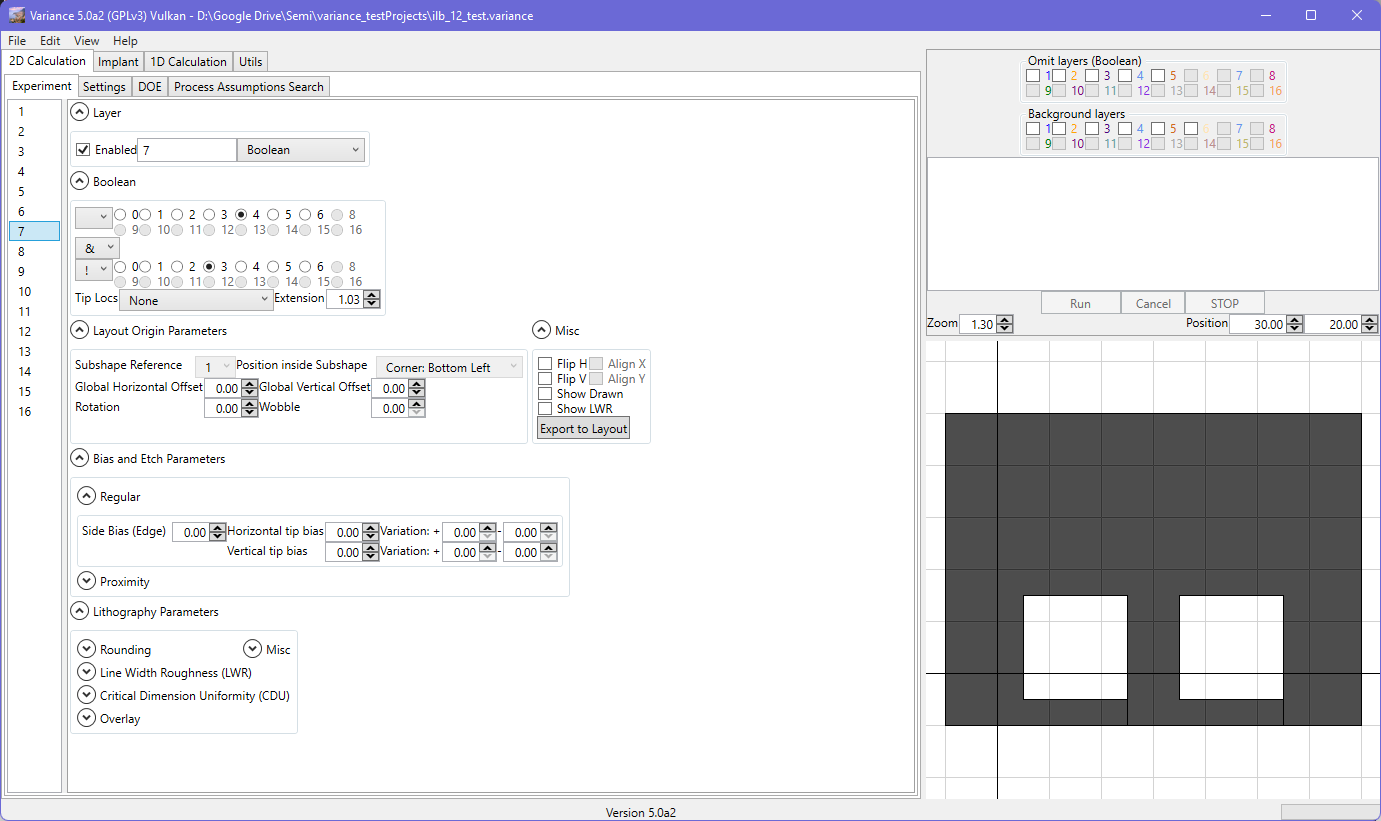 Variance 5.0a2 (GPLv3) Vulkan - D:\Google Drive\Semi\variance_testProjects\ilb_12_test.variance
File Edit View Help
2D Calculation Implant 1D Calculation Utils
Experiment Settings DOE Process Assumptions Search
1
2
3
4
5
6
7
8
9
10
11
12
13
14
15
16
Layer
Enabled 7 Boolean
Boolean
0 1 2 3 4 5 6 8
9 10 11 12 13 14 15 16
&
! 0 1 2 3 4 5 6 8
9 10 11 12 13 14 15 16
Tip Locs None Extension 1.03
Layout Origin Parameters
Subshape Reference 1 Position inside Subshape Corner: Bottom Left
Global Horizontal Offset 0.00 Global Vertical Offset 0.00
Rotation 0.00 Wobble 0.00
Misc
Flip H Align X
Flip V Align Y
Show Drawn
Show LWR
Export to Layout
Bias and Etch Parameters
Regular
Side Bias (Edge) 0.00 Horizontal tip bias 0.00 Variation: + 0.00 - 0.00
Vertical tip bias 0.00 Variation: + 0.00 - 0.00
Proximity
Lithography Parameters
Rounding Misc
Line Width Roughness (LWR)
Critical Dimension Uniformity (CDU)
Overlay
Omit layers (Boolean)
1 2 3 4 5 6 7 8
9 10 11 12 13 14 15 16
Background layers
1 2 3 4 5 6 7 8
9 10 11 12 13 14 15 16
Run Cancel STOP
Zoom 1.30 Position 30.00 20.00
Version 5.0a2